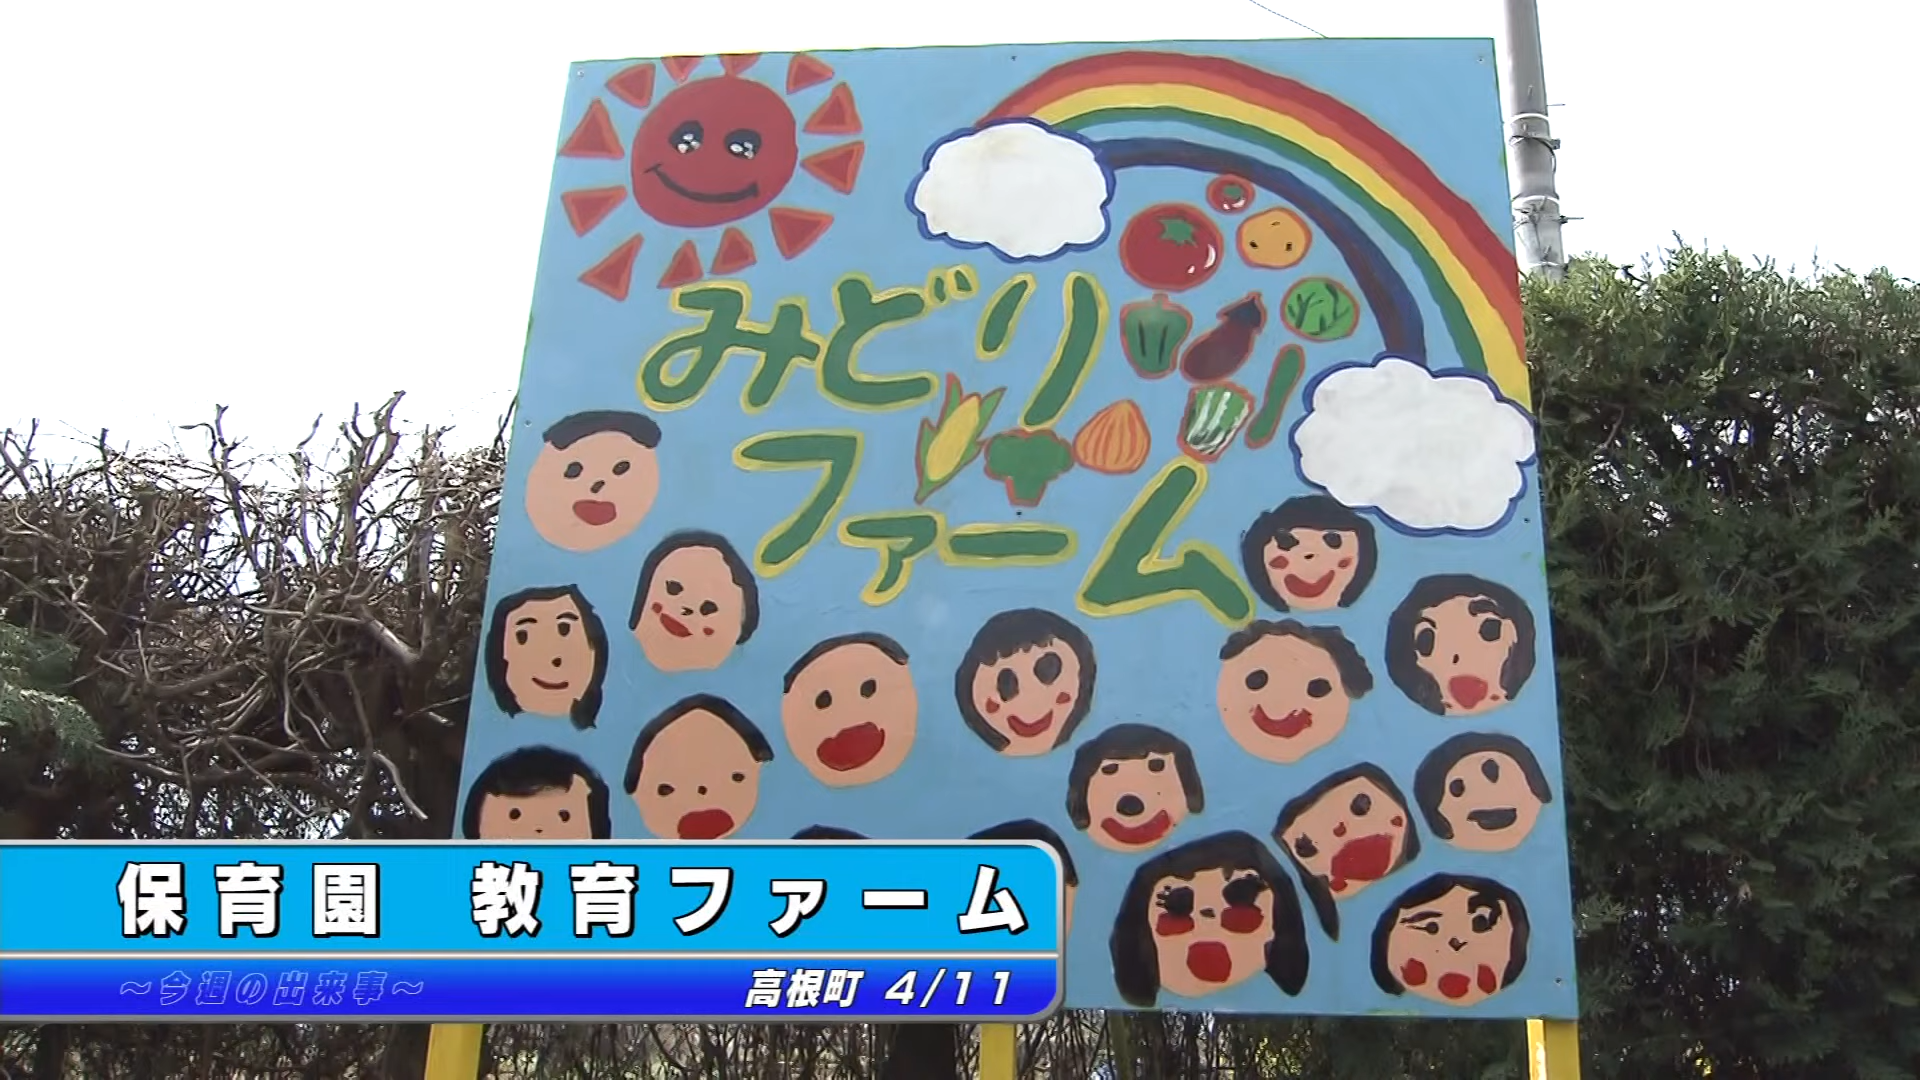 みどり
ファーム
保育園 教育ファーム
～今週の出来事～
高根町 4/11